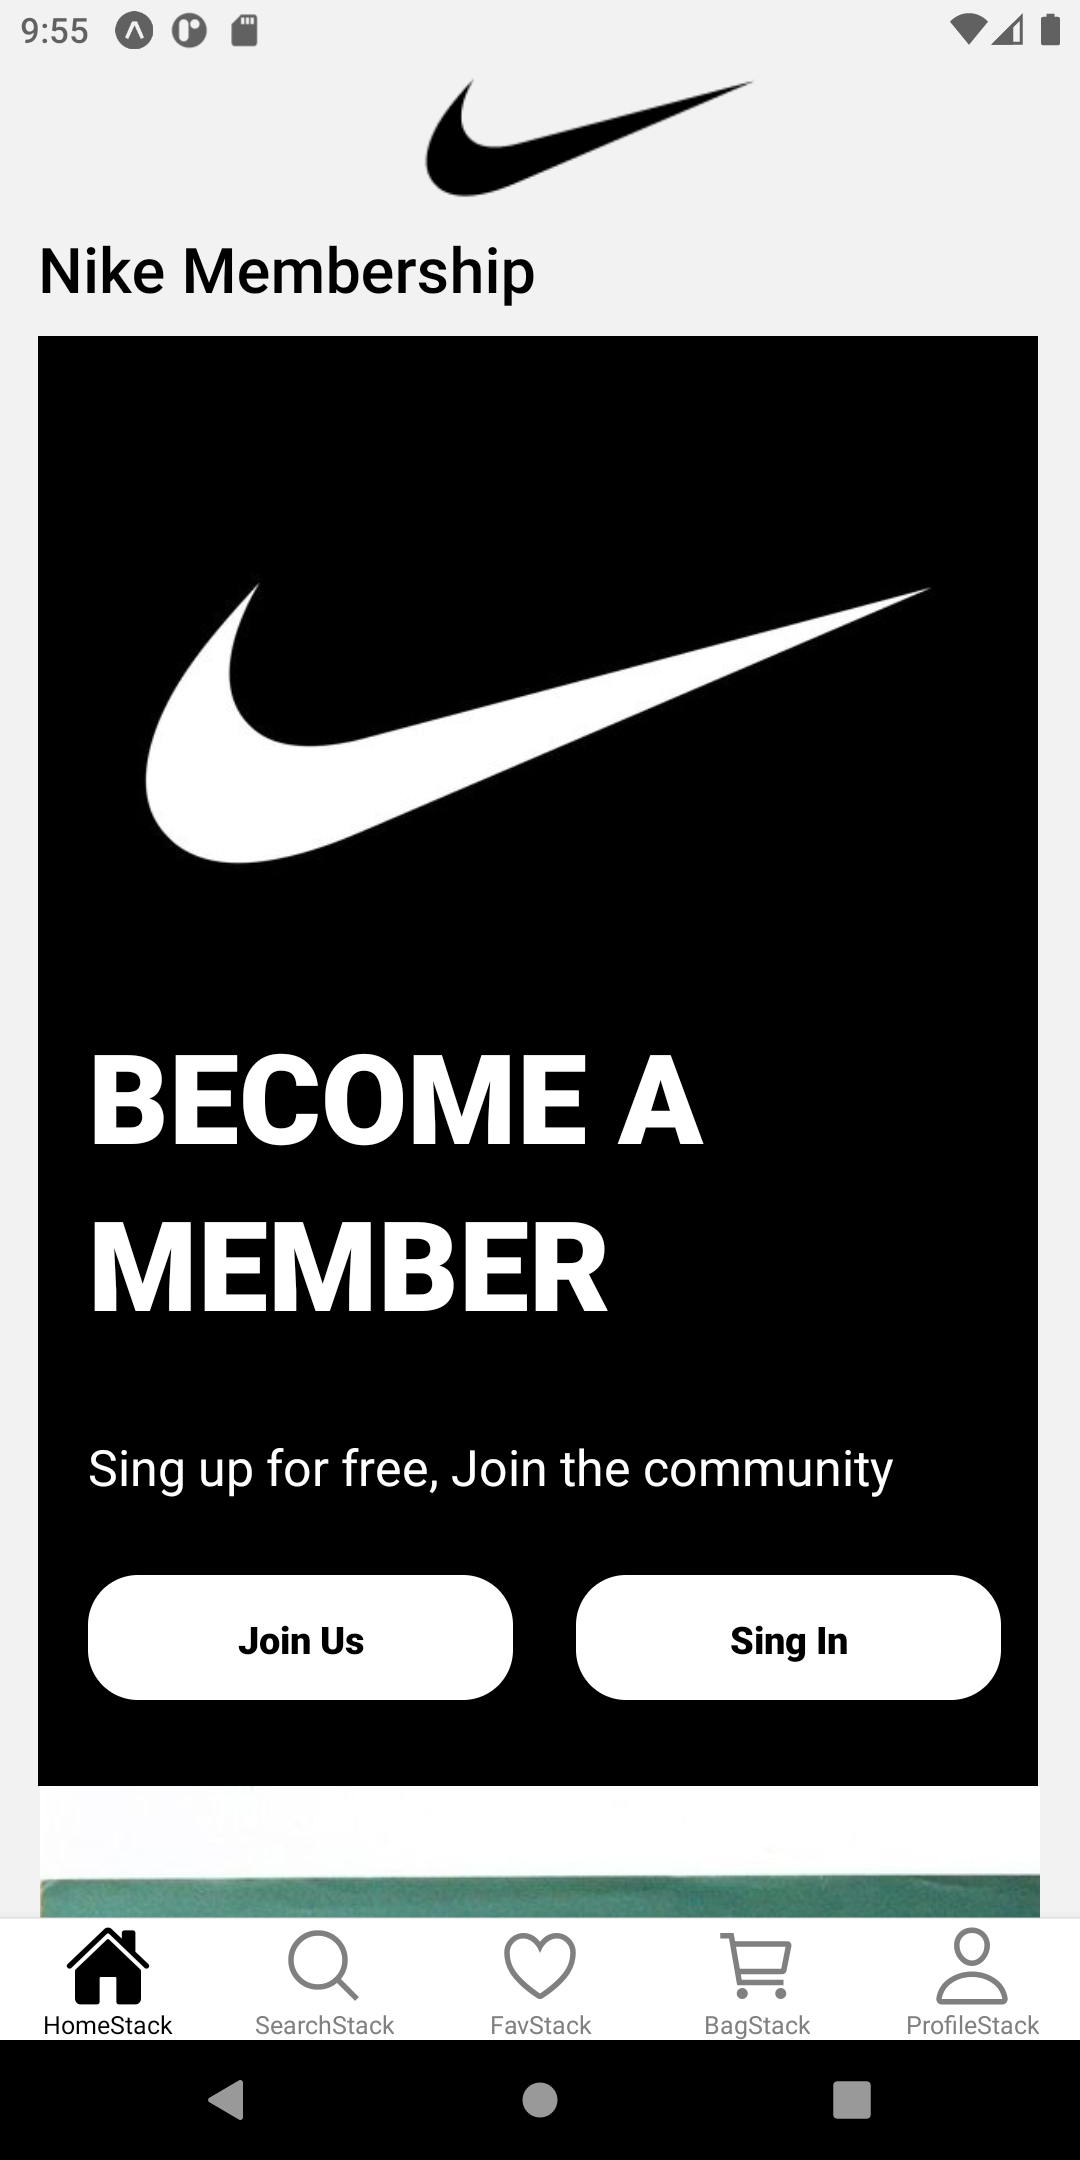 9:55
Nike Membership
BECOME A
MEMBER
Sing up for free, Join the community
Join Us
Sing In
HomeStack
SearchStack
FavStack
BagStack
ProfileStack